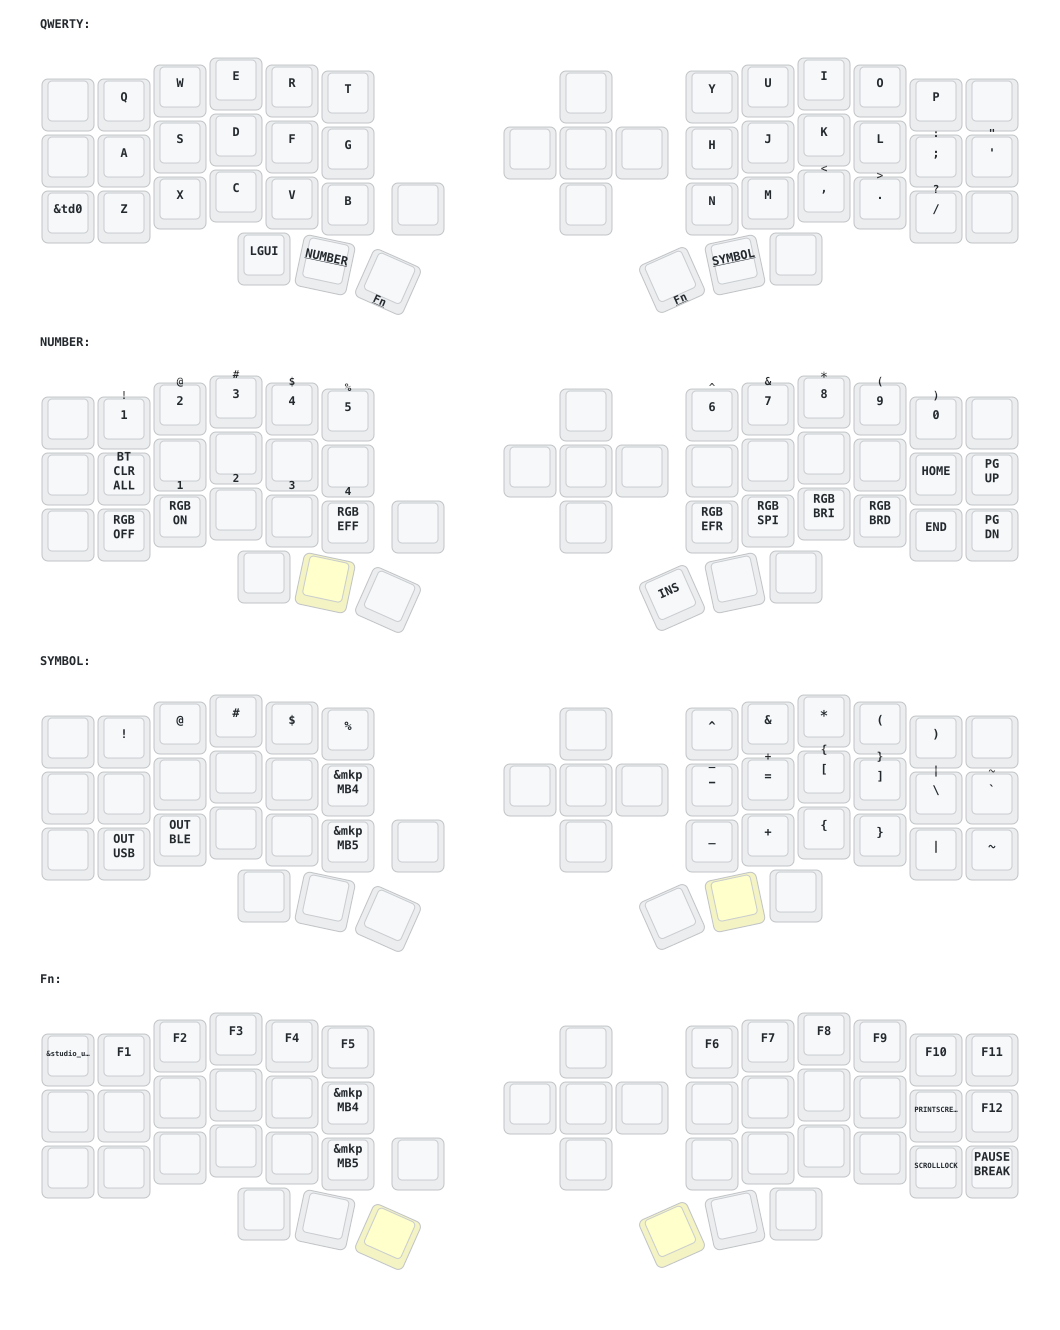 QWERTY:
Q W E R T Y U I O P
A S D F G H J K L : ; " '
&td0 Z X C V B N M < , > . ? /
LGUI NUMBER Fn Fn SYMBOL
NUMBER:
! 1 @ 2 # 3 $ 4 % 5 ^ 6 & 7 * 8 ( 9 ) 0
BT CLR ALL HOME PG UP
RGB OFF 1 RGB ON 2 3 4 RGB EFF RGB EFR RGB SPI RGB BRI RGB BRD END PG DN
INS
SYMBOL:
! @ # $ % ^ & * ( )
&mkp MB4 _ - + = { [ } ] | \ ~ `
OUT USB OUT BLE &mkp MB5 _ + { } | ~
Fn:
&studio_u… F1 F2 F3 F4 F5 F6 F7 F8 F9 F10 F11
&mkp MB4 PRINTSCRE… F12
&mkp MB5 SCROLLLOCK PAUSE BREAK